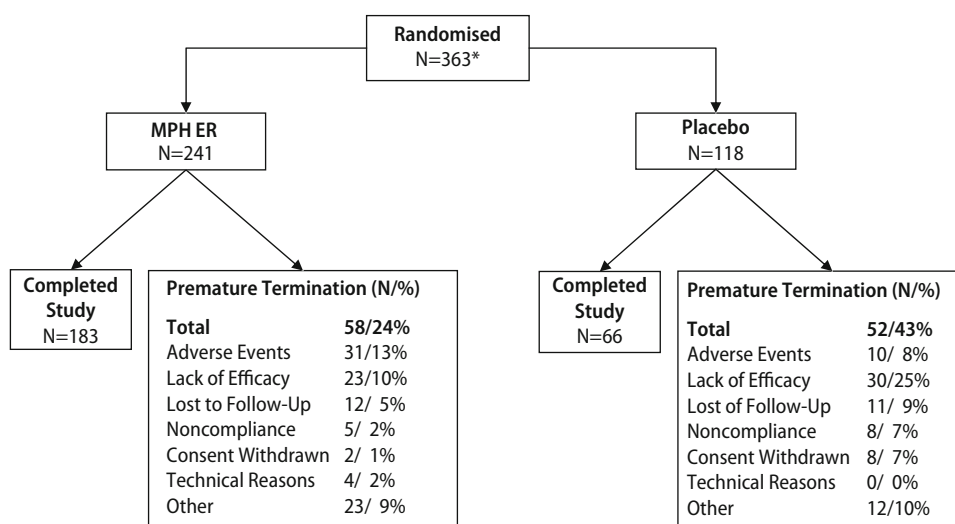 Randomised
N=363*
MPH ER
N=241
Placebo
N=118
Completed
Study
N=183
Premature Termination (N/%)
Total 58/24%
Adverse Events 31/13%
Lack of Efficacy 23/10%
Lost to Follow-Up 12/ 5%
Noncompliance 5/ 2%
Consent Withdrawn 2/ 1%
Technical Reasons 4/ 2%
Other 23/ 9%
Completed
Study
N=66
Premature Termination (N/%)
Total 52/43%
Adverse Events 10/ 8%
Lack of Efficacy 30/25%
Lost of Follow-Up 11/ 9%
Noncompliance 8/ 7%
Consent Withdrawn 8/ 7%
Technical Reasons 0/ 0%
Other 12/10%